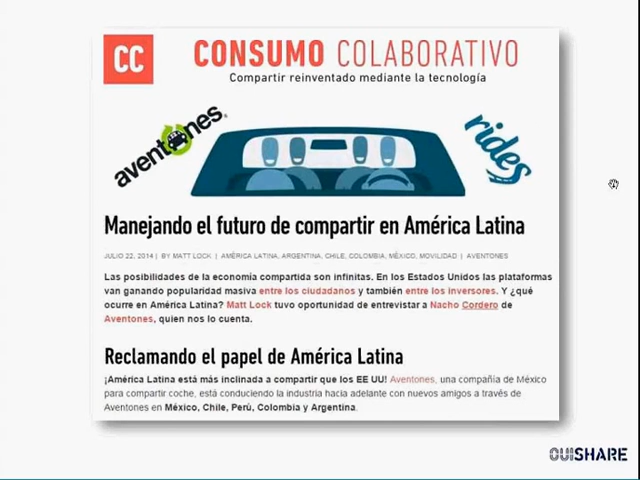 CC
CONSUMO COLABORATIVO
Compartir reinventado mediante la tecnología
aventones
rides
Manejando el futuro de compartir en América Latina
JULIO 22, 2014 | BY MATT LOCK | AMÉRICA LATINA, ARGENTINA, CHILE, COLOMBIA, MÉXICO, MOVILIDAD | AVENTONES
Las posibilidades de la economía compartida son infinitas. En los Estados Unidos las plataformas
van ganando popularidad masiva entre los ciudadanos y también entre los inversores. Y ¿qué
ocurre en América Latina? Matt Lock tuvo oportunidad de entrevistar a Nacho Cordero de
Aventones, quien nos lo cuenta.
Reclamando el papel de América Latina
¡América Latina está más inclinada a compartir que los EE UU! Aventones, una compañía de México
para compartir coche, está conduciendo la industria hacia adelante con nuevos amigos a través de
Aventones en México, Chile, Perú, Colombia y Argentina.
OUISHARE